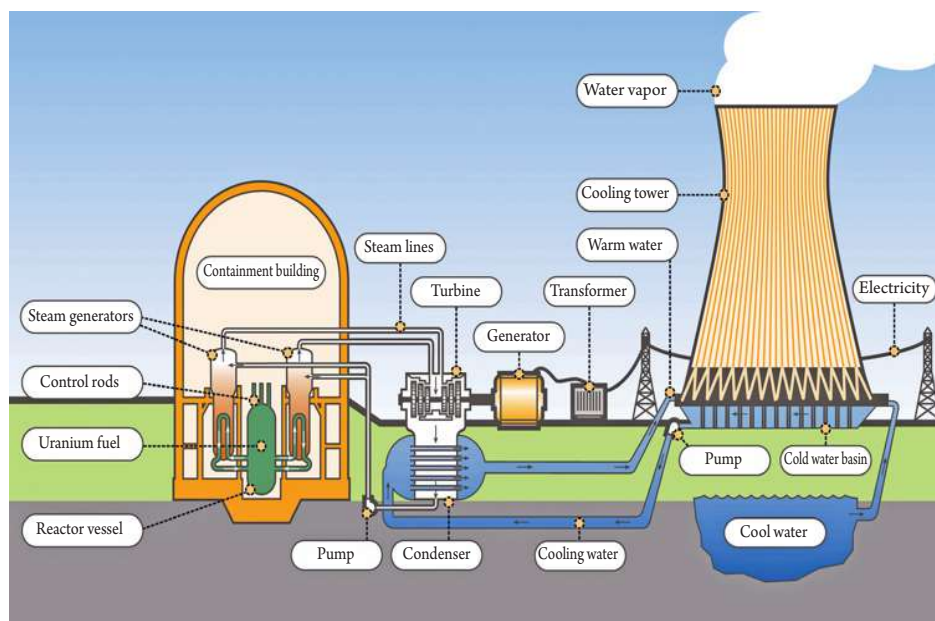 Water vapor
Cooling tower
Steam lines
Warm water
Containment building
Turbine
Transformer
Electricity
Steam generators
Generator
Control rods
Uranium fuel
Pump
Cold water basin
Reactor vessel
Pump
Condenser
Cooling water
Cool water